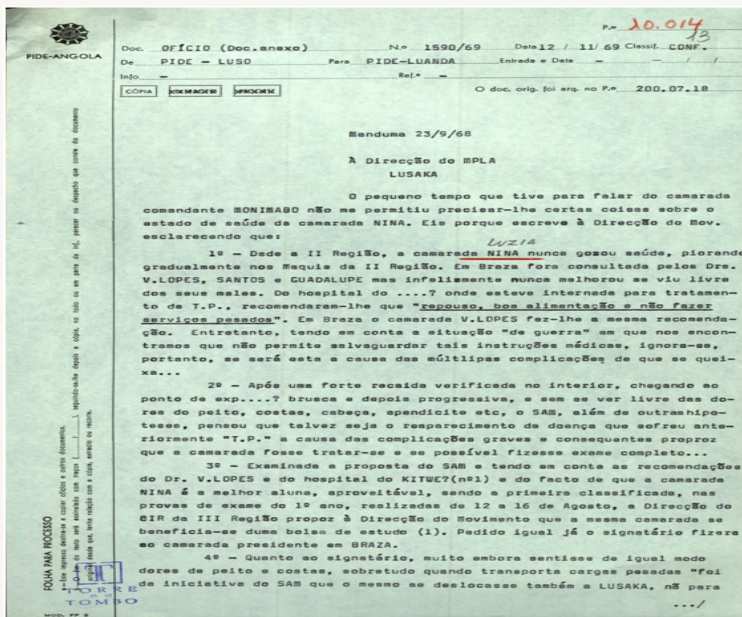 P.o 10.014
13
PIDE-ANGOLA
Doc. OFÍCIO (Doc.anexo) N.o 1590/69 Data 12 / 11 / 69 Classif. CONF.
De PIDE - LUSO Para PIDE-LUANDA Entrada e Data - - / /
Info - Ref.a -
CÓPIA O doc. orig. foi arq. no P.o 200.07.18
Manduma 23/9/68
À Direcção do MPLA
LUSAKA
O pequeno tempo que tive para falar do camarada
comandante MONIMABO não me permitiu precisar-lhe certas coisas sobre o
estado de saúde da camarada NINA. Eis porque escreve à Direcção do Mov.
esclarecendo que:
LUZIA
1º - Dada a II Região, a camarada NINA nunca gozou saúde, piorando
gradualmente nos Maquis da II Região. Em Braza fora consultada pelos Drs.
V.LOPES, SANTOS e GUADALUPE mas infelismente nunca melhorou se viu livre
dos seus males. Do hospital do ....? onde esteve internada para tratamen-
to de T.P., recomendaram-lhe que "repouso, boa alimentação e não fazer
serviços pesados". Em Braza o camarada V.LOPES fez-lhe a mesma recomenda-
ção. Entretanto, tendo em conta a situação "de guerra" em que nos encon-
tramos que não permite salvaguardar tais instruções médicas, ignora-se,
portanto, se será esta a causa das múltlipas complicações de que se quei-
xa...
2º - Após uma forte recaida verificada no interior, chegando ao
ponto de exp....? brusca e depois progressiva, e sem se ver livre das do-
res do peito, costas, cabeça, apendicite etc, o SAM, além de outrashipo-
teses, pensou que talvez seja o reaparecimento da doença que sofreu ante-
riormente "T.P." a causa das complicações graves e consequentes proproz
que a camarada fosse tratar-se e se possível fizesse exame completo...
3º - Examinada a proposta do SAM e tendo em conta as recomendações
do Dr. V.LOPES e do hospital do KITWE?(nº1) e do facto de que a camarada
NINA é a melhor aluna, aproveitável, sendo a primeira classificada, nas
provas de exame do 1º ano, realizadas de 12 a 16 de Agosto, a Direcção do
CIR da III Região propoz à Direcção do Movimento que a mesma camarada se
beneficia-se duma bolsa de estudo (1). Pedido igual já o signatário fizera
ao camarada presidente em BRAZA.
4º - Quanto ao signatário, muito embora sentisse de igual modo
dores de peito e costas, sobretudo quando transporta cargas pesadas "foi
da iniciativa do SAM que o mesmo se deslocasse também a LUSAKA, nã para
.../
FOLHA PARA PROCESSO
TORRE
DO
TOMBO